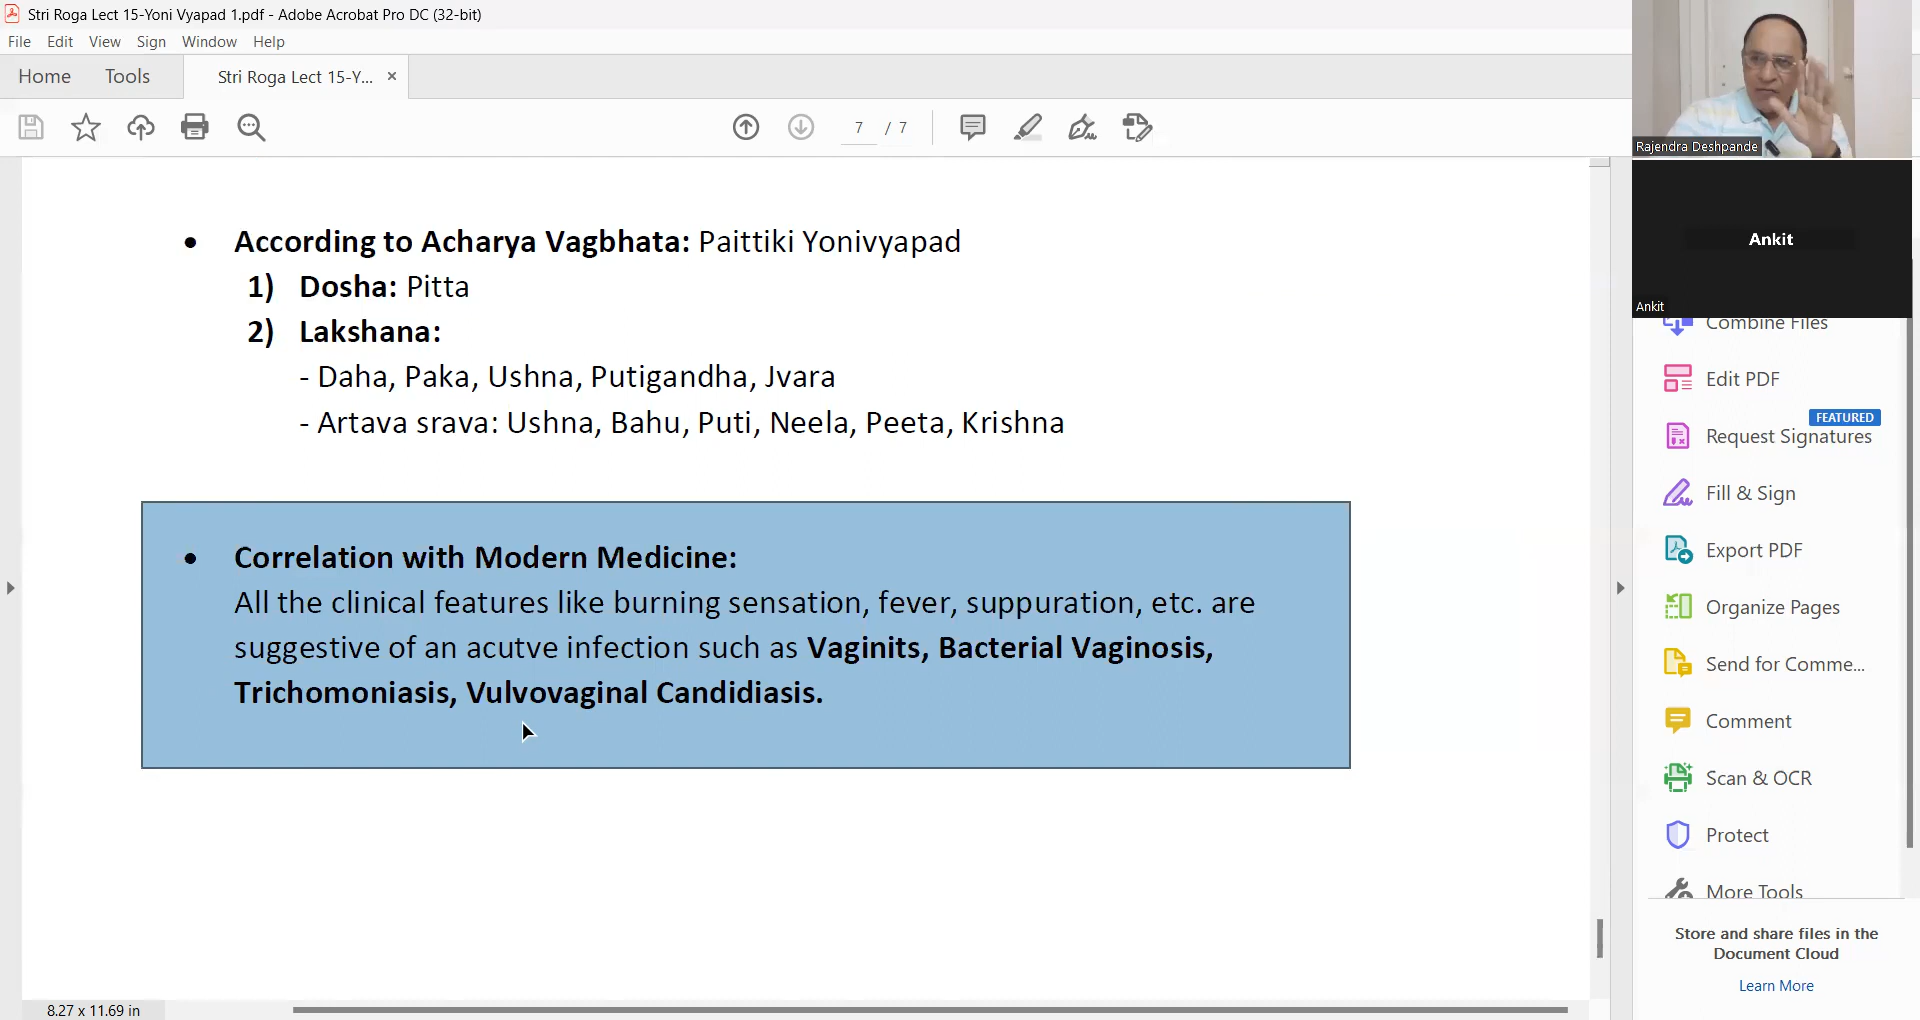 Stri Roga Lect 15-Yoni Vyapad 1.pdf - Adobe Acrobat Pro DC (32-bit)
File Edit View Sign Window Help
Home Tools Stri Roga Lect 15-Y... ×
7 / 7
Rajendra Deshpande
Ankit
Ankit
• According to Acharya Vagbhata: Paittiki Yonivyapad
1) Dosha: Pitta
2) Lakshana:
- Daha, Paka, Ushna, Putigandha, Jvara
- Artava srava: Ushna, Bahu, Puti, Neela, Peeta, Krishna
• Correlation with Modern Medicine:
All the clinical features like burning sensation, fever, suppuration, etc. are
suggestive of an acutve infection such as Vaginits, Bacterial Vaginosis,
Trichomoniasis, Vulvovaginal Candidiasis.
Combine Files
Edit PDF
FEATURED
Request Signatures
Fill & Sign
Export PDF
Organize Pages
Send for Comme...
Comment
Scan & OCR
Protect
More Tools
Store and share files in the
Document Cloud
Learn More
8.27 x 11.69 in